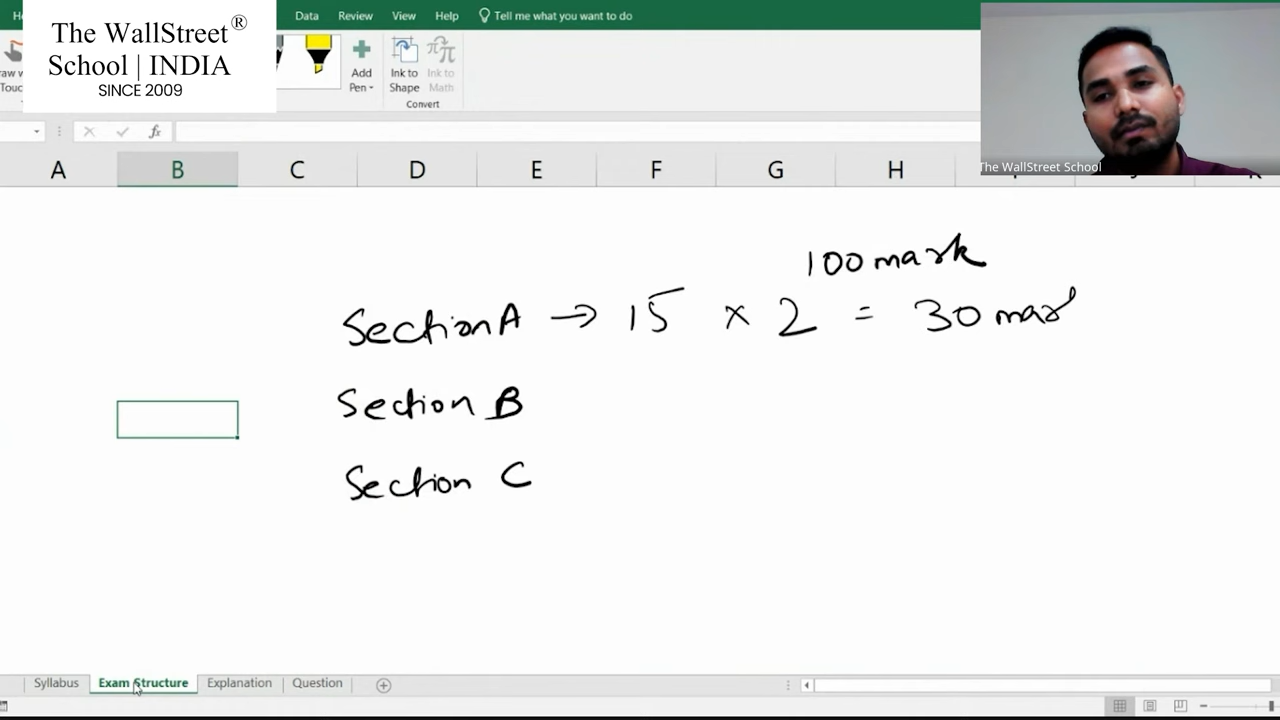 The WallStreet®
School | INDIA
SINCE 2009
Data Review View Help Tell me what you want to do
Add Pen
Ink to Shape
Ink to Math
Convert
fx
A B C D E F G H
The WallStreet School
100 mark
Section A → 15 × 2 = 30 mar
Section B
Section C
Syllabus Exam Structure Explanation Question